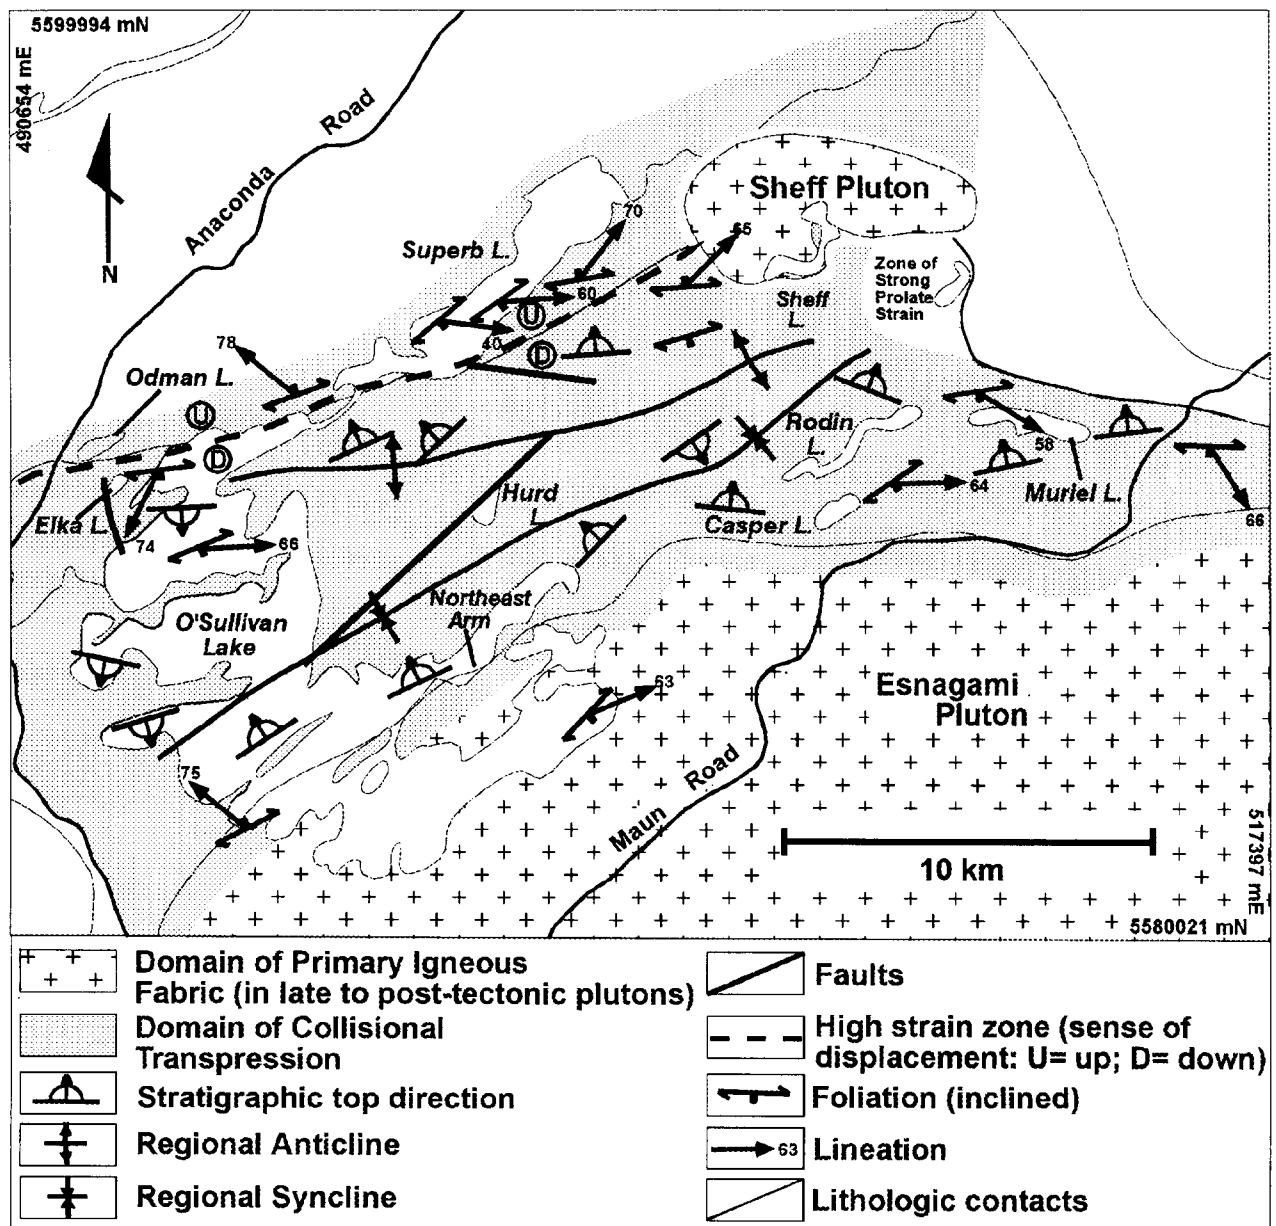 5599994 mN
490654 mE
Anaconda Road
N
Sheff Pluton
70
65
Superb L.
Zone of
Strong
Prolate
Strain
60
Sheff
L.
U
78
40
D
Odman L.
U
Rodin
L.
D
58
Hurd
L.
64
Muriel L.
Elka L.
74
66
Casper L.
66
Northeast
Arm
O'Sullivan
Lake
63
Esnagami
Pluton
75
Maun Road
10 km
517397 mE
5580021 mN
Domain of Primary Igneous
Fabric (in late to post-tectonic plutons)
Domain of Collisional
Transpression
Stratigraphic top direction
Regional Anticline
Regional Syncline
Faults
High strain zone (sense of
displacement: U= up; D= down)
Foliation (inclined)
63 Lineation
Lithologic contacts